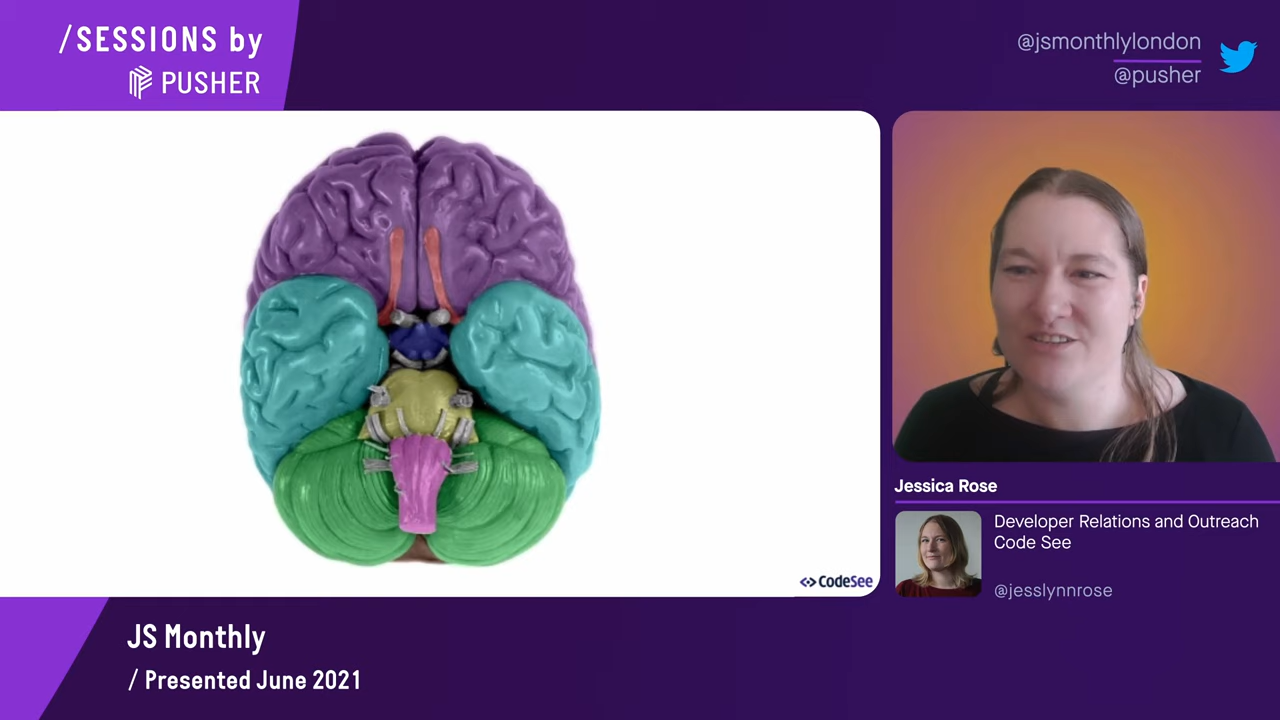 /SESSIONS by
PUSHER
@jsmonthlylondon
@pusher
CodeSee
Jessica Rose
Developer Relations and Outreach
Code See
@jesslynnrose
JS Monthly
/ Presented June 2021